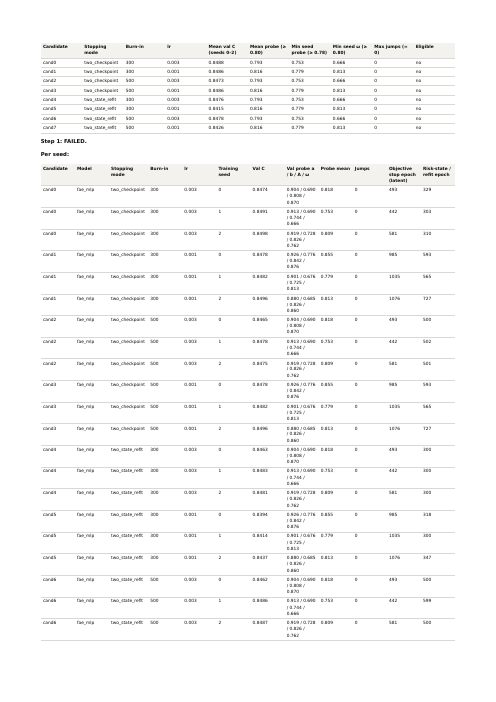 Candidate Stopping mode Burn-in lr Mean val C (seeds 0-2) Mean probe (≥ 0.80) Min seed probe (≥ 0.78) Min seed ω (≥ 0.80) Max jumps (= 0) Eligible
cand0 two_checkpoint 300 0.003 0.8488 0.793 0.753 0.666 0 no
cand1 two_checkpoint 300 0.001 0.8486 0.816 0.779 0.813 0 no
cand2 two_checkpoint 500 0.003 0.8473 0.793 0.753 0.666 0 no
cand3 two_checkpoint 500 0.001 0.8486 0.816 0.779 0.813 0 no
cand4 two_state_refit 300 0.003 0.8476 0.793 0.753 0.666 0 no
cand5 two_state_refit 300 0.001 0.8415 0.816 0.779 0.813 0 no
cand6 two_state_refit 500 0.003 0.8478 0.793 0.753 0.666 0 no
cand7 two_state_refit 500 0.001 0.8426 0.816 0.779 0.813 0 no
Step 1: FAILED.
Per seed:
Candidate Model Stopping mode Burn-in lr Training seed Val C Val probe a / b / A / ω Probe mean Jumps Objective stop epoch (latent) Risk-state / refit epoch
cand0 fae_mlp two_checkpoint 300 0.003 0 0.8474 0.904 / 0.690 / 0.808 / 0.870 0.818 0 493 329
cand0 fae_mlp two_checkpoint 300 0.003 1 0.8491 0.913 / 0.690 / 0.744 / 0.666 0.753 0 442 303
cand0 fae_mlp two_checkpoint 300 0.003 2 0.8498 0.919 / 0.728 / 0.826 / 0.762 0.809 0 581 310
cand1 fae_mlp two_checkpoint 300 0.001 0 0.8478 0.926 / 0.776 / 0.842 / 0.876 0.855 0 985 593
cand1 fae_mlp two_checkpoint 300 0.001 1 0.8482 0.901 / 0.676 / 0.725 / 0.813 0.779 0 1035 565
cand1 fae_mlp two_checkpoint 300 0.001 2 0.8496 0.880 / 0.685 / 0.826 / 0.860 0.813 0 1076 727
cand2 fae_mlp two_checkpoint 500 0.003 0 0.8465 0.904 / 0.690 / 0.808 / 0.870 0.818 0 493 500
cand2 fae_mlp two_checkpoint 500 0.003 1 0.8478 0.913 / 0.690 / 0.744 / 0.666 0.753 0 442 502
cand2 fae_mlp two_checkpoint 500 0.003 2 0.8475 0.919 / 0.728 / 0.826 / 0.762 0.809 0 581 501
cand3 fae_mlp two_checkpoint 500 0.001 0 0.8478 0.926 / 0.776 / 0.842 / 0.876 0.855 0 985 593
cand3 fae_mlp two_checkpoint 500 0.001 1 0.8482 0.901 / 0.676 / 0.725 / 0.813 0.779 0 1035 565
cand3 fae_mlp two_checkpoint 500 0.001 2 0.8496 0.880 / 0.685 / 0.826 / 0.860 0.813 0 1076 727
cand4 fae_mlp two_state_refit 300 0.003 0 0.8463 0.904 / 0.690 / 0.808 / 0.870 0.818 0 493 300
cand4 fae_mlp two_state_refit 300 0.003 1 0.8483 0.913 / 0.690 / 0.744 / 0.666 0.753 0 442 300
cand4 fae_mlp two_state_refit 300 0.003 2 0.8481 0.919 / 0.728 / 0.826 / 0.762 0.809 0 581 300
cand5 fae_mlp two_state_refit 300 0.001 0 0.8394 0.926 / 0.776 / 0.842 / 0.876 0.855 0 985 318
cand5 fae_mlp two_state_refit 300 0.001 1 0.8414 0.901 / 0.676 / 0.725 / 0.813 0.779 0 1035 300
cand5 fae_mlp two_state_refit 300 0.001 2 0.8437 0.880 / 0.685 / 0.826 / 0.860 0.813 0 1076 347
cand6 fae_mlp two_state_refit 500 0.003 0 0.8462 0.904 / 0.690 / 0.808 / 0.870 0.818 0 493 500
cand6 fae_mlp two_state_refit 500 0.003 1 0.8486 0.913 / 0.690 / 0.744 / 0.666 0.753 0 442 599
cand6 fae_mlp two_state_refit 500 0.003 2 0.8487 0.919 / 0.728 / 0.826 / 0.762 0.809 0 581 500